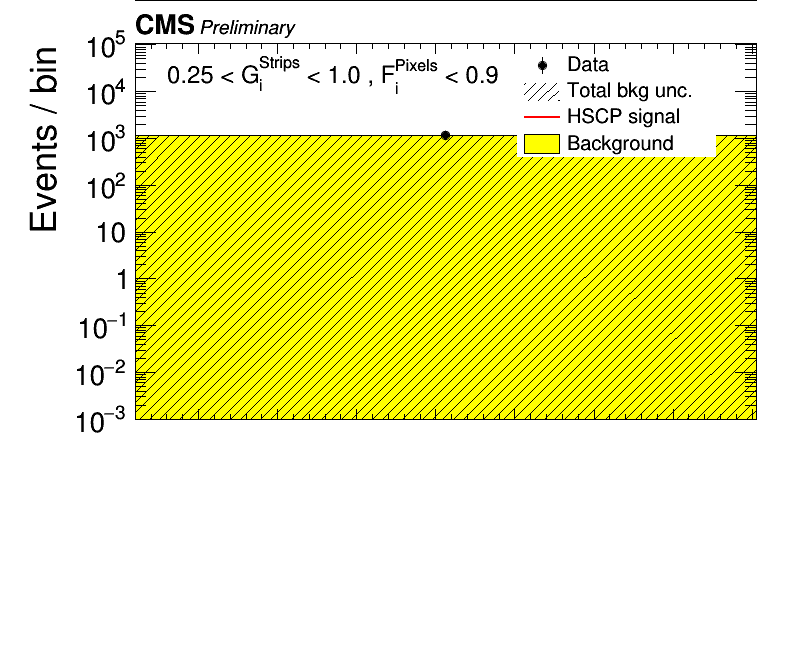 CMS Preliminary
Events / bin
10^5
10^4
10^3
10^2
10
1
10^−1
10^−2
10^−3
0.25 < G_i^Strips < 1.0 , F_i^Pixels < 0.9
Data
Total bkg unc.
HSCP signal
Background